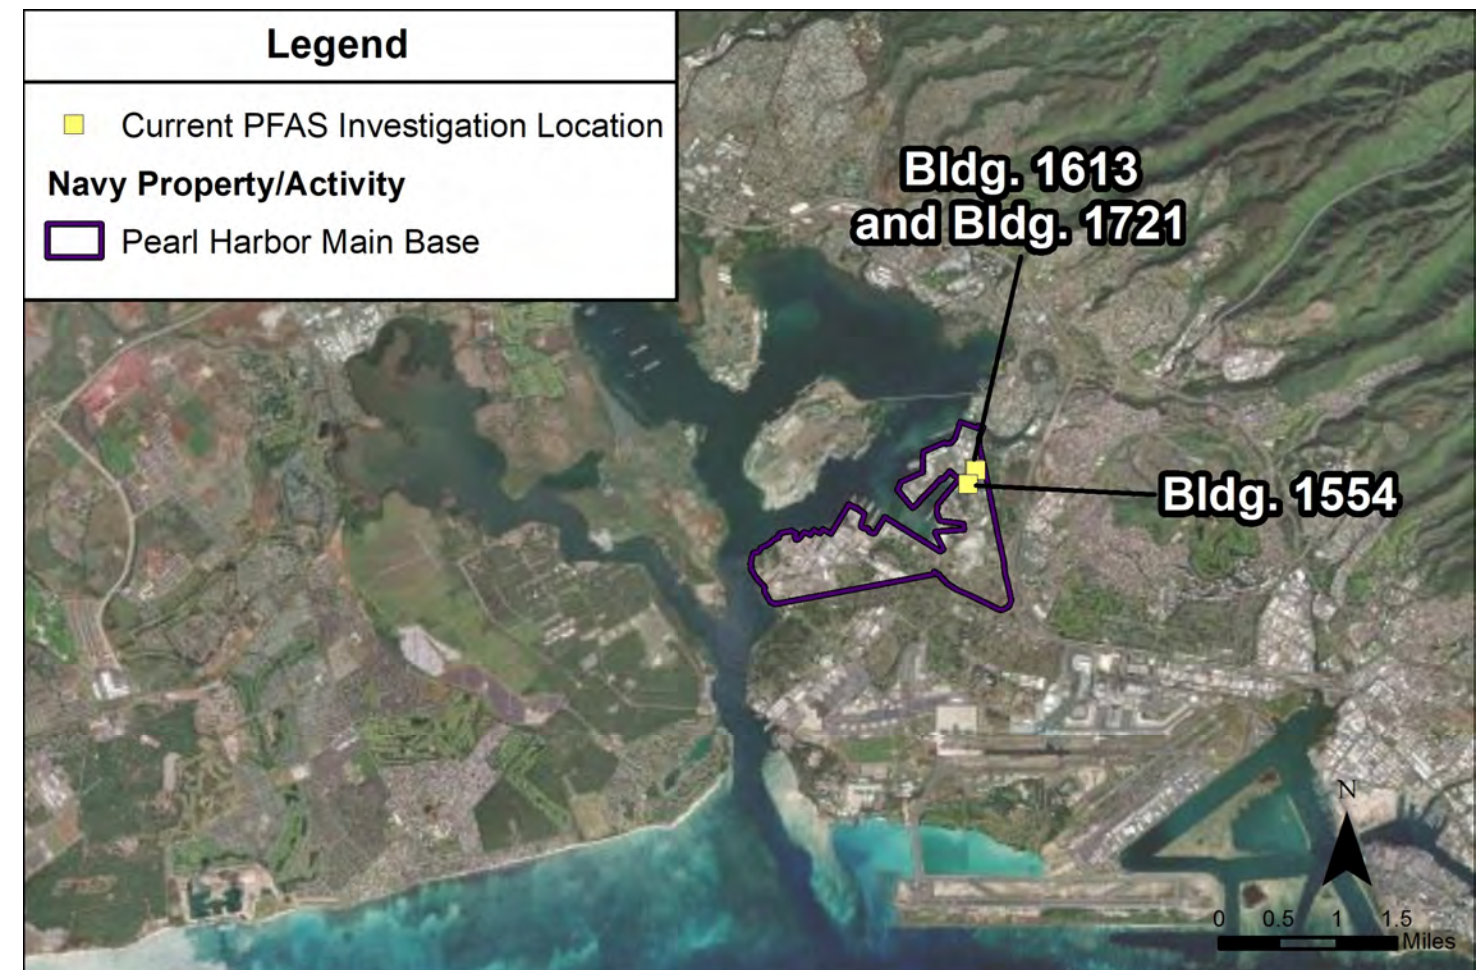 Legend
Current PFAS Investigation Location
Navy Property/Activity
Pearl Harbor Main Base
Bldg. 1613
and Bldg. 1721
Bldg. 1554
N
0 0.5 1 1.5
Miles